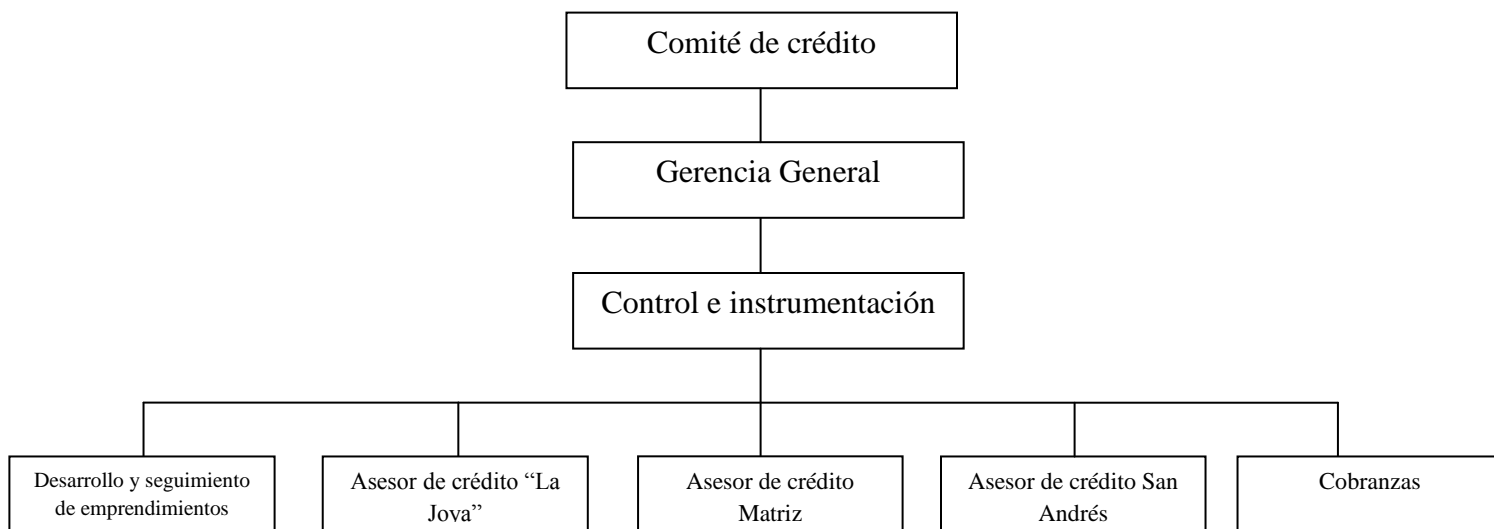 Comité de crédito
Gerencia General
Control e instrumentación
Desarrollo y seguimiento
de emprendimientos
Asesor de crédito “La
Jova”
Asesor de crédito
Matriz
Asesor de crédito San
Andrés
Cobranzas